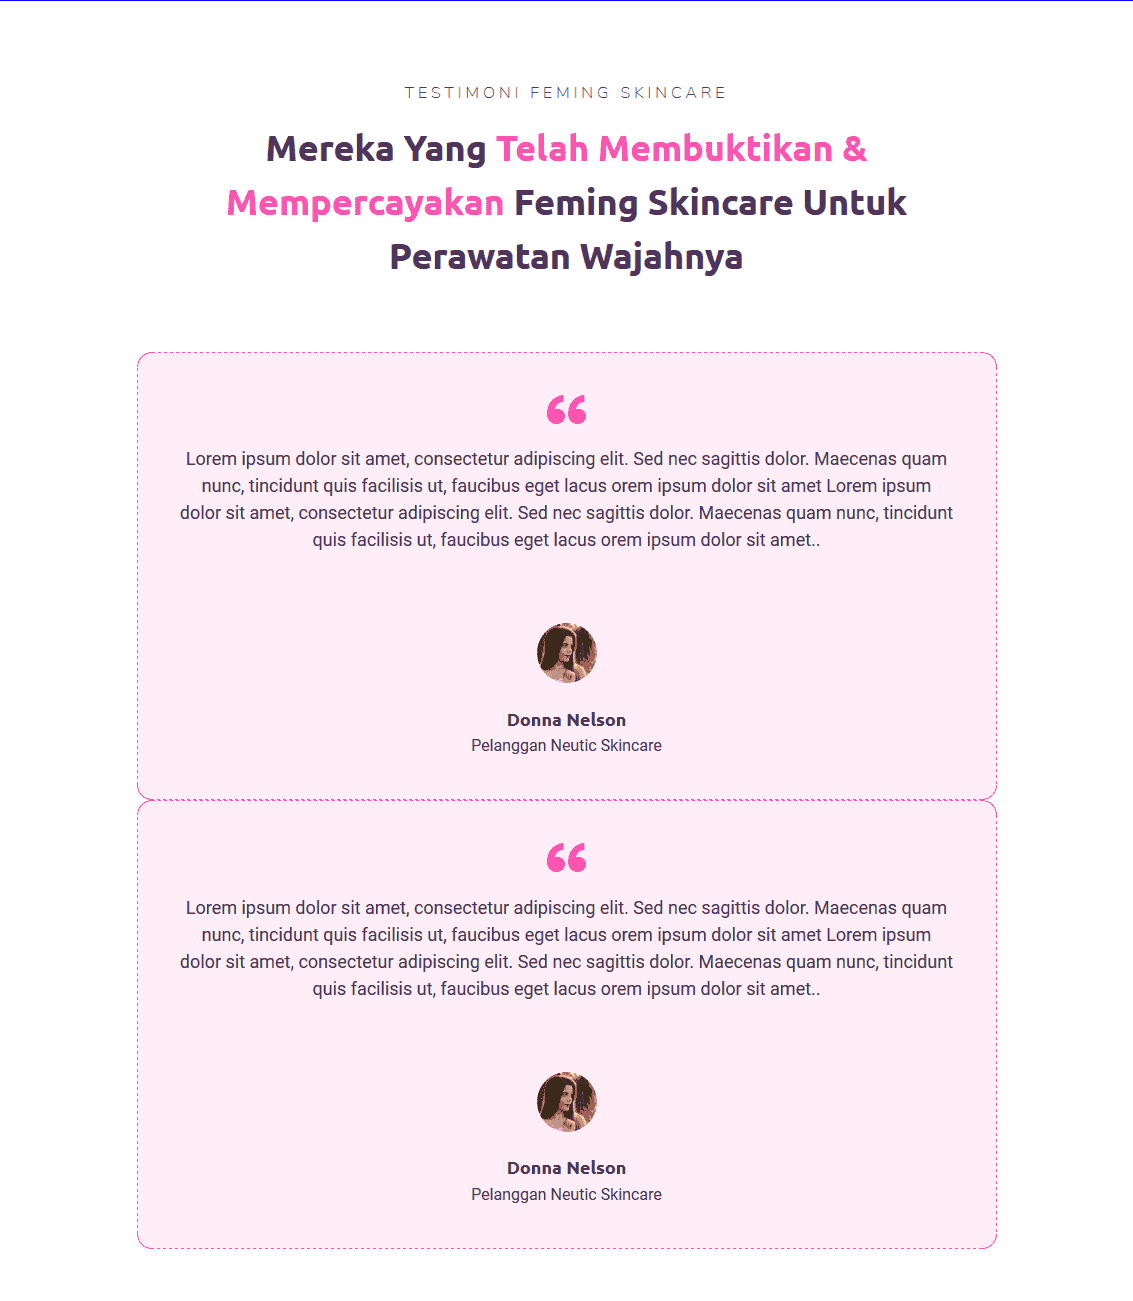 TESTIMONI FEMING SKINCARE
Mereka Yang Telah Membuktikan &
Mempercayakan Feming Skincare Untuk
Perawatan Wajahnya
Lorem ipsum dolor sit amet, consectetur adipiscing elit. Sed nec sagittis dolor. Maecenas quam
nunc, tincidunt quis facilisis ut, faucibus eget lacus orem ipsum dolor sit amet Lorem ipsum
dolor sit amet, consectetur adipiscing elit. Sed nec sagittis dolor. Maecenas quam nunc, tincidunt
quis facilisis ut, faucibus eget lacus orem ipsum dolor sit amet..
Donna Nelson
Pelanggan Neutic Skincare
Lorem ipsum dolor sit amet, consectetur adipiscing elit. Sed nec sagittis dolor. Maecenas quam
nunc, tincidunt quis facilisis ut, faucibus eget lacus orem ipsum dolor sit amet Lorem ipsum
dolor sit amet, consectetur adipiscing elit. Sed nec sagittis dolor. Maecenas quam nunc, tincidunt
quis facilisis ut, faucibus eget lacus orem ipsum dolor sit amet..
Donna Nelson
Pelanggan Neutic Skincare